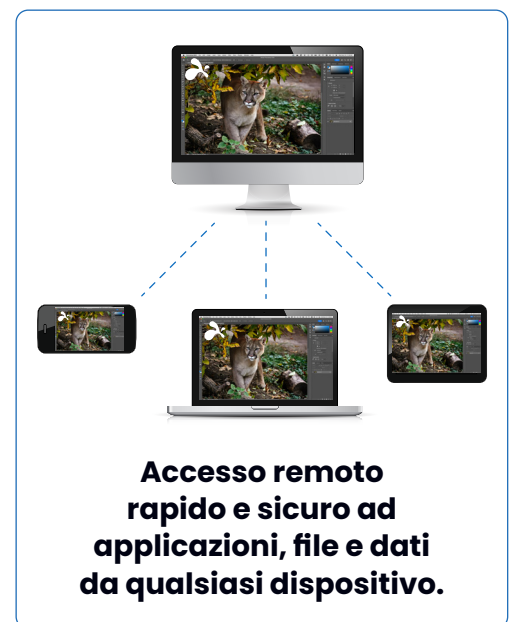 Accesso remoto
rapido e sicuro ad
applicazioni, file e dati
da qualsiasi dispositivo.